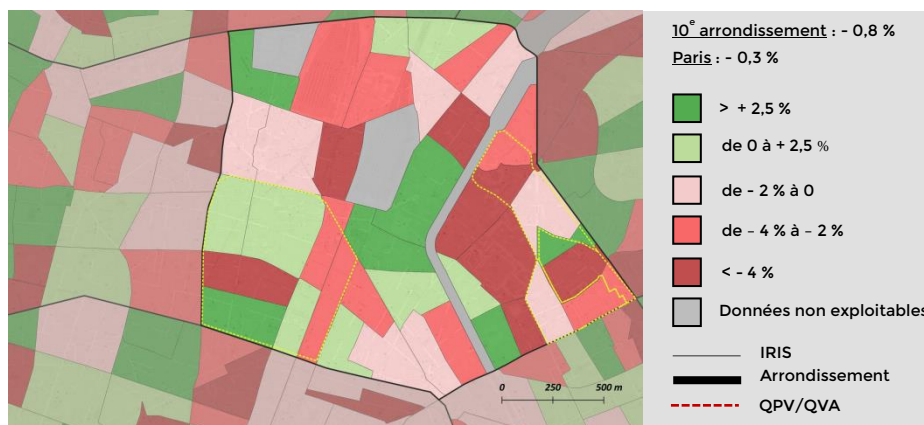 10e arrondissement : - 0,8 %
Paris : - 0,3 %
> + 2,5 %
de 0 à + 2,5 %
de - 2 % à 0
de - 4 % à - 2 %
< - 4 %
Données non exploitables
IRIS
Arrondissement
QPV/QVA
0 250 500 m